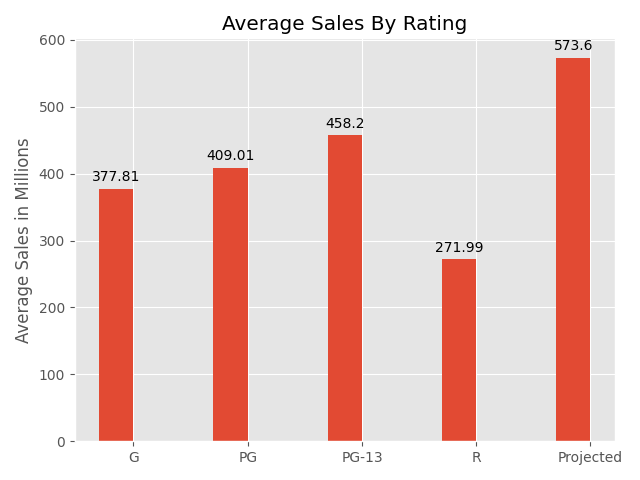 Average Sales By Rating
600
500
400
300
200
100
0
Average Sales in Millions
377.81
409.01
458.2
271.99
573.6
G
PG
PG-13
R
Projected